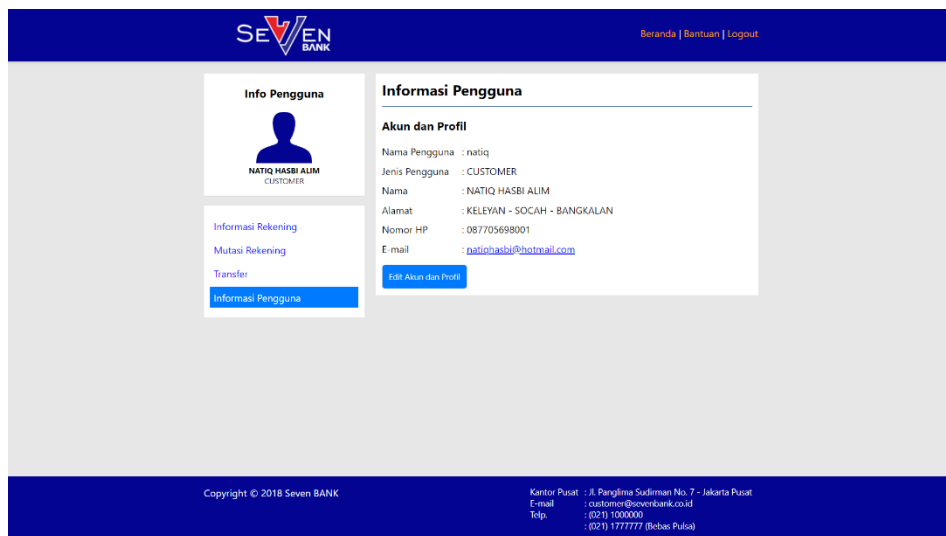 SEVEN
BANK
Beranda | Bantuan | Logout
Info Pengguna
NATIQ HASBI ALIM
CUSTOMER
Informasi Rekening
Mutasi Rekening
Transfer
Informasi Pengguna
Informasi Pengguna
Akun dan Profil
Nama Pengguna : natiq
Jenis Pengguna : CUSTOMER
Nama : NATIQ HASBI ALIM
Alamat : KELEYAN - SOCAH - BANGKALAN
Nomor HP : 087705698001
E-mail : natiqhasbi@hotmail.com
Edit Akun dan Profil
Copyright © 2018 Seven BANK
Kantor Pusat : Jl. Panglima Sudirman No. 7 - Jakarta Pusat
E-mail : customer@sevenbank.co.id
Telp. : (021) 1000000
: (021) 1777777 (Bebas Pulsa)